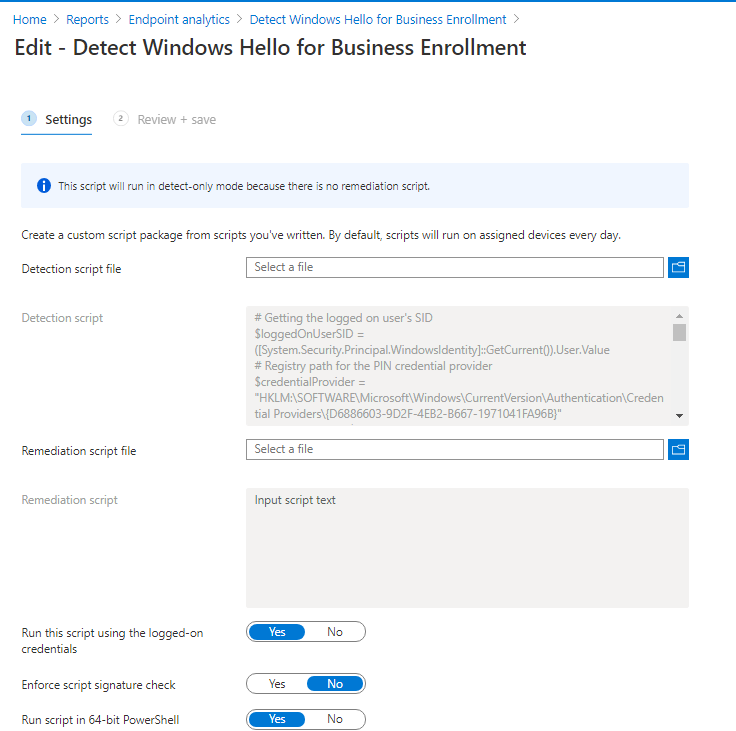 Home > Reports > Endpoint analytics > Detect Windows Hello for Business Enrollment >
Edit - Detect Windows Hello for Business Enrollment
1 Settings 2 Review + save
This script will run in detect-only mode because there is no remediation script.
Create a custom script package from scripts you've written. By default, scripts will run on assigned devices every day.
Detection script file Select a file
Detection script # Getting the logged on user's SID
$loggedOnUserSID =
([System.Security.Principal.WindowsIdentity]::GetCurrent()).User.Value
# Registry path for the PIN credential provider
$credentialProvider =
"HKLM:\SOFTWARE\Microsoft\Windows\CurrentVersion\Authentication\Creden
tial Providers\{D6886603-9D2F-4EB2-B667-1971041FA96B}"
Remediation script file Select a file
Remediation script Input script text
Run this script using the logged-on Yes No
credentials
Enforce script signature check Yes No
Run script in 64-bit PowerShell Yes No